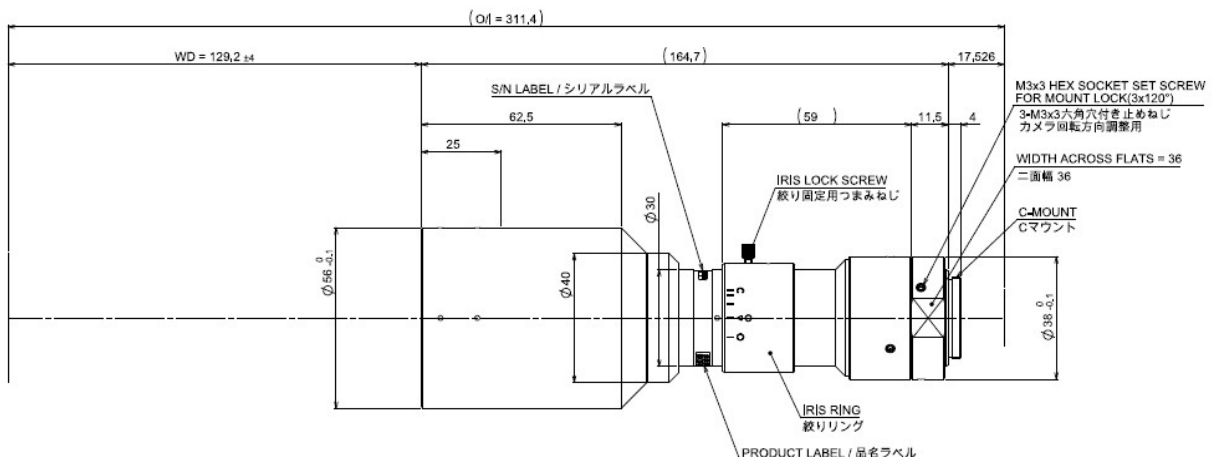 (O/I = 311,4)
WD = 129,2 ±4
(164,7)
17,526
S/N LABEL / シリアルラベル
M3x3 HEX SOCKET SET SCREW
FOR MOUNT LOCK(3x120°)
3-M3x3六角穴付き止めねじ
カメラ回転方向調整用
62,5
(59)
11,5
4
25
WIDTH ACROSS FLATS = 36
二面幅 36
IRIS LOCK SCREW
絞り固定用つまみねじ
C-MOUNT
Cマウント
∅30
∅56 0 -0.1
∅40
∅38 0 -0.1
C
O
IRIS RING
絞りリング
PRODUCT LABEL / 品名ラベル